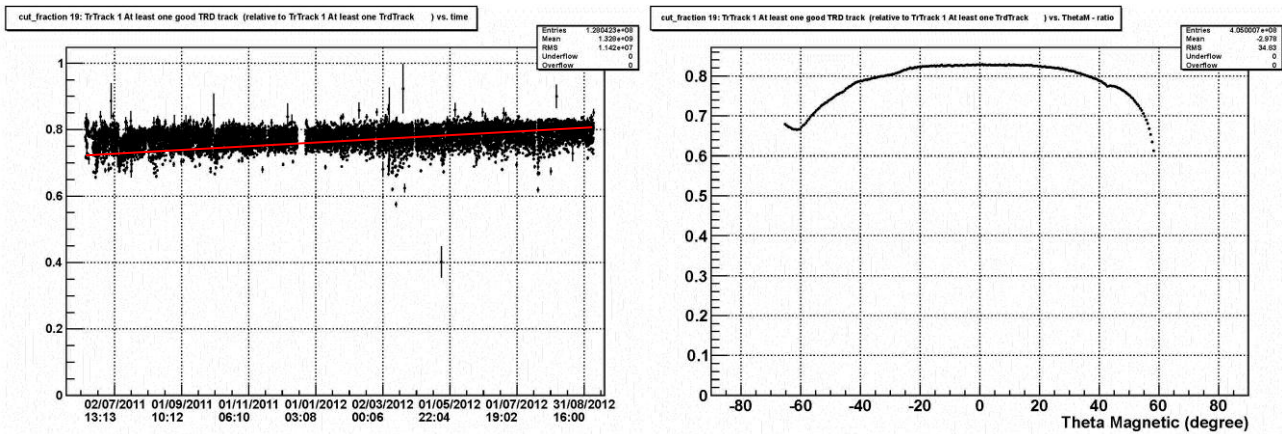 cut_fraction 19: TrTrack 1 At least one good TRD track (relative to TrTrack 1 At least one TrdTrack ) vs. time
Entries 1.280423e+08
Mean 1.328e+09
RMS 1.142e+07
Underflow 0
Overflow 0
1
0.8
0.6
0.4
0.2
0
02/07/2011 01/09/2011 01/11/2011 01/01/2012 02/03/2012 01/05/2012 01/07/2012 31/08/2012
13:13 10:12 06:10 03:08 00:06 22:04 19:02 16:00
cut_fraction 19: TrTrack 1 At least one good TRD track (relative to TrTrack 1 At least one TrdTrack ) vs. ThetaM - ratio
Entries 4.050007e+08
Mean -2.978
RMS 34.83
Underflow 0
Overflow 0
0.8
0.7
0.6
0.5
0.4
0.3
0.2
0.1
0
-80 -60 -40 -20 0 20 40 60 80
Theta Magnetic (degree)